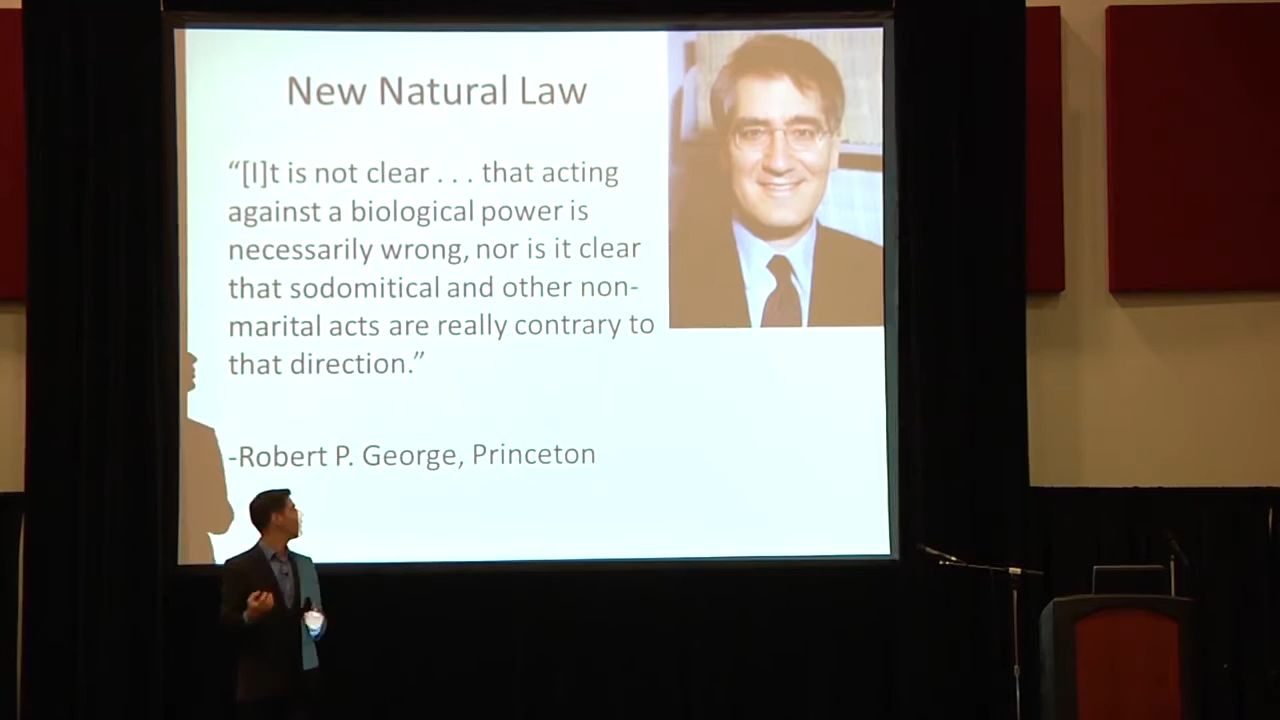 New Natural Law
“[I]t is not clear . . . that acting
against a biological power is
necessarily wrong, nor is it clear
that sodomitical and other non-
marital acts are really contrary to
that direction.”
-Robert P. George, Princeton